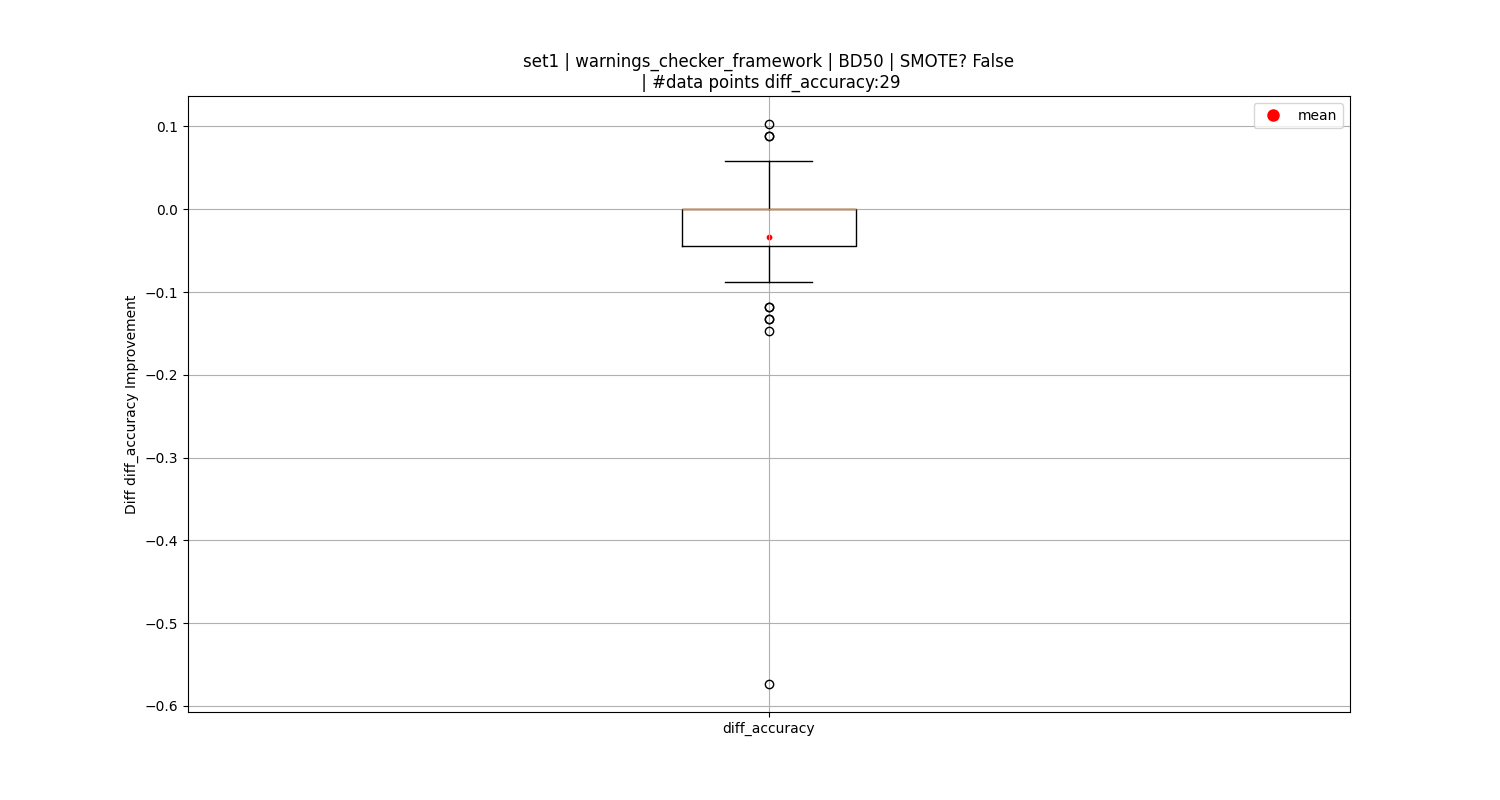 set1 | warnings_checker_framework | BD50 | SMOTE? False
| #data points diff_accuracy:29
mean
0.1
0.0
−0.1
−0.2
−0.3
−0.4
−0.5
−0.6
Diff diff_accuracy Improvement
diff_accuracy